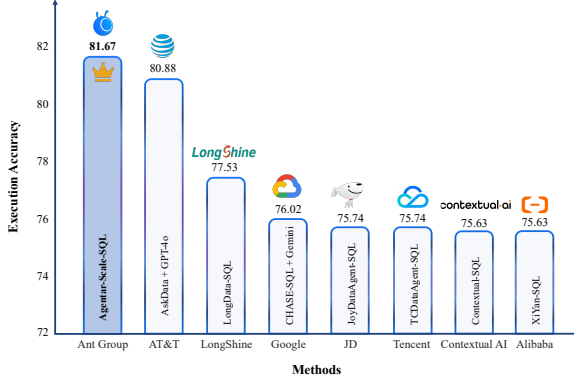 Execution Accuracy
82
80
78
76
74
72
81.67
80.88
LongShine
77.53
76.02
75.74
75.74
contextual·ai
75.63
75.63
Agentar-Scale-SQL
AskData + GPT-4o
LongData-SQL
CHASE-SQL + Gemini
JoyDataAgent-SQL
TCDataAgent-SQL
Contextual-SQL
XiYan-SQL
Ant Group
AT&T
LongShine
Google
JD
Tencent
Contextual AI
Alibaba
Methods